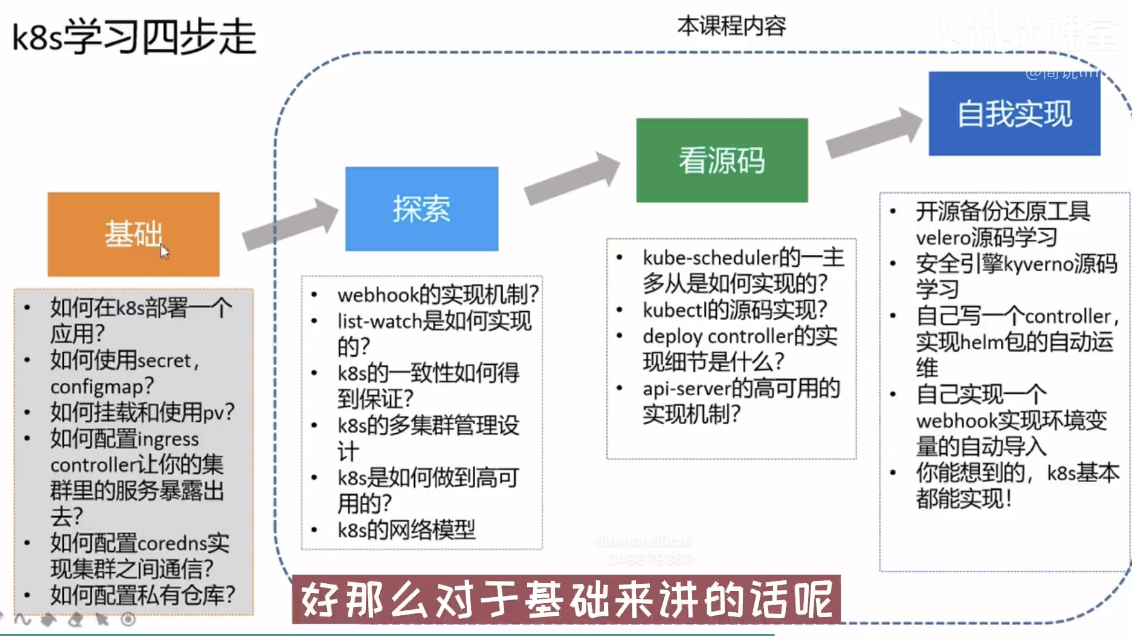 k8s学习四步走
本课程内容
基础
• 如何在k8s部署一个
应用?
• 如何使用secret，
configmap?
• 如何挂载和使用pv?
• 如何配置ingress
controller让你的集
群里的服务暴露出
去?
• 如何配置coredns实
现集群之间通信?
• 如何配置私有仓库?
探索
• webhook的实现机制?
• list-watch是如何实现
的?
• k8s的一致性如何得
到保证?
• k8s的多集群管理设
计
• k8s是如何做到高可
用的?
• k8s的网络模型
看源码
• kube-scheduler的一主
多从是如何实现的?
• kubectl的源码实现?
• deploy controller的实
现细节是什么?
• api-server的高可用的
实现机制?
自我实现
• 开源备份还原工具
velero源码学习
• 安全引擎kyverno源码
学习
• 自己写一个controller，
实现helm包的自动运
维
• 自己实现一个
webhook实现环境变
量的自动导入
• 你能想到的，k8s基本
都能实现！
课堂
好那么对于基础来讲的话呢